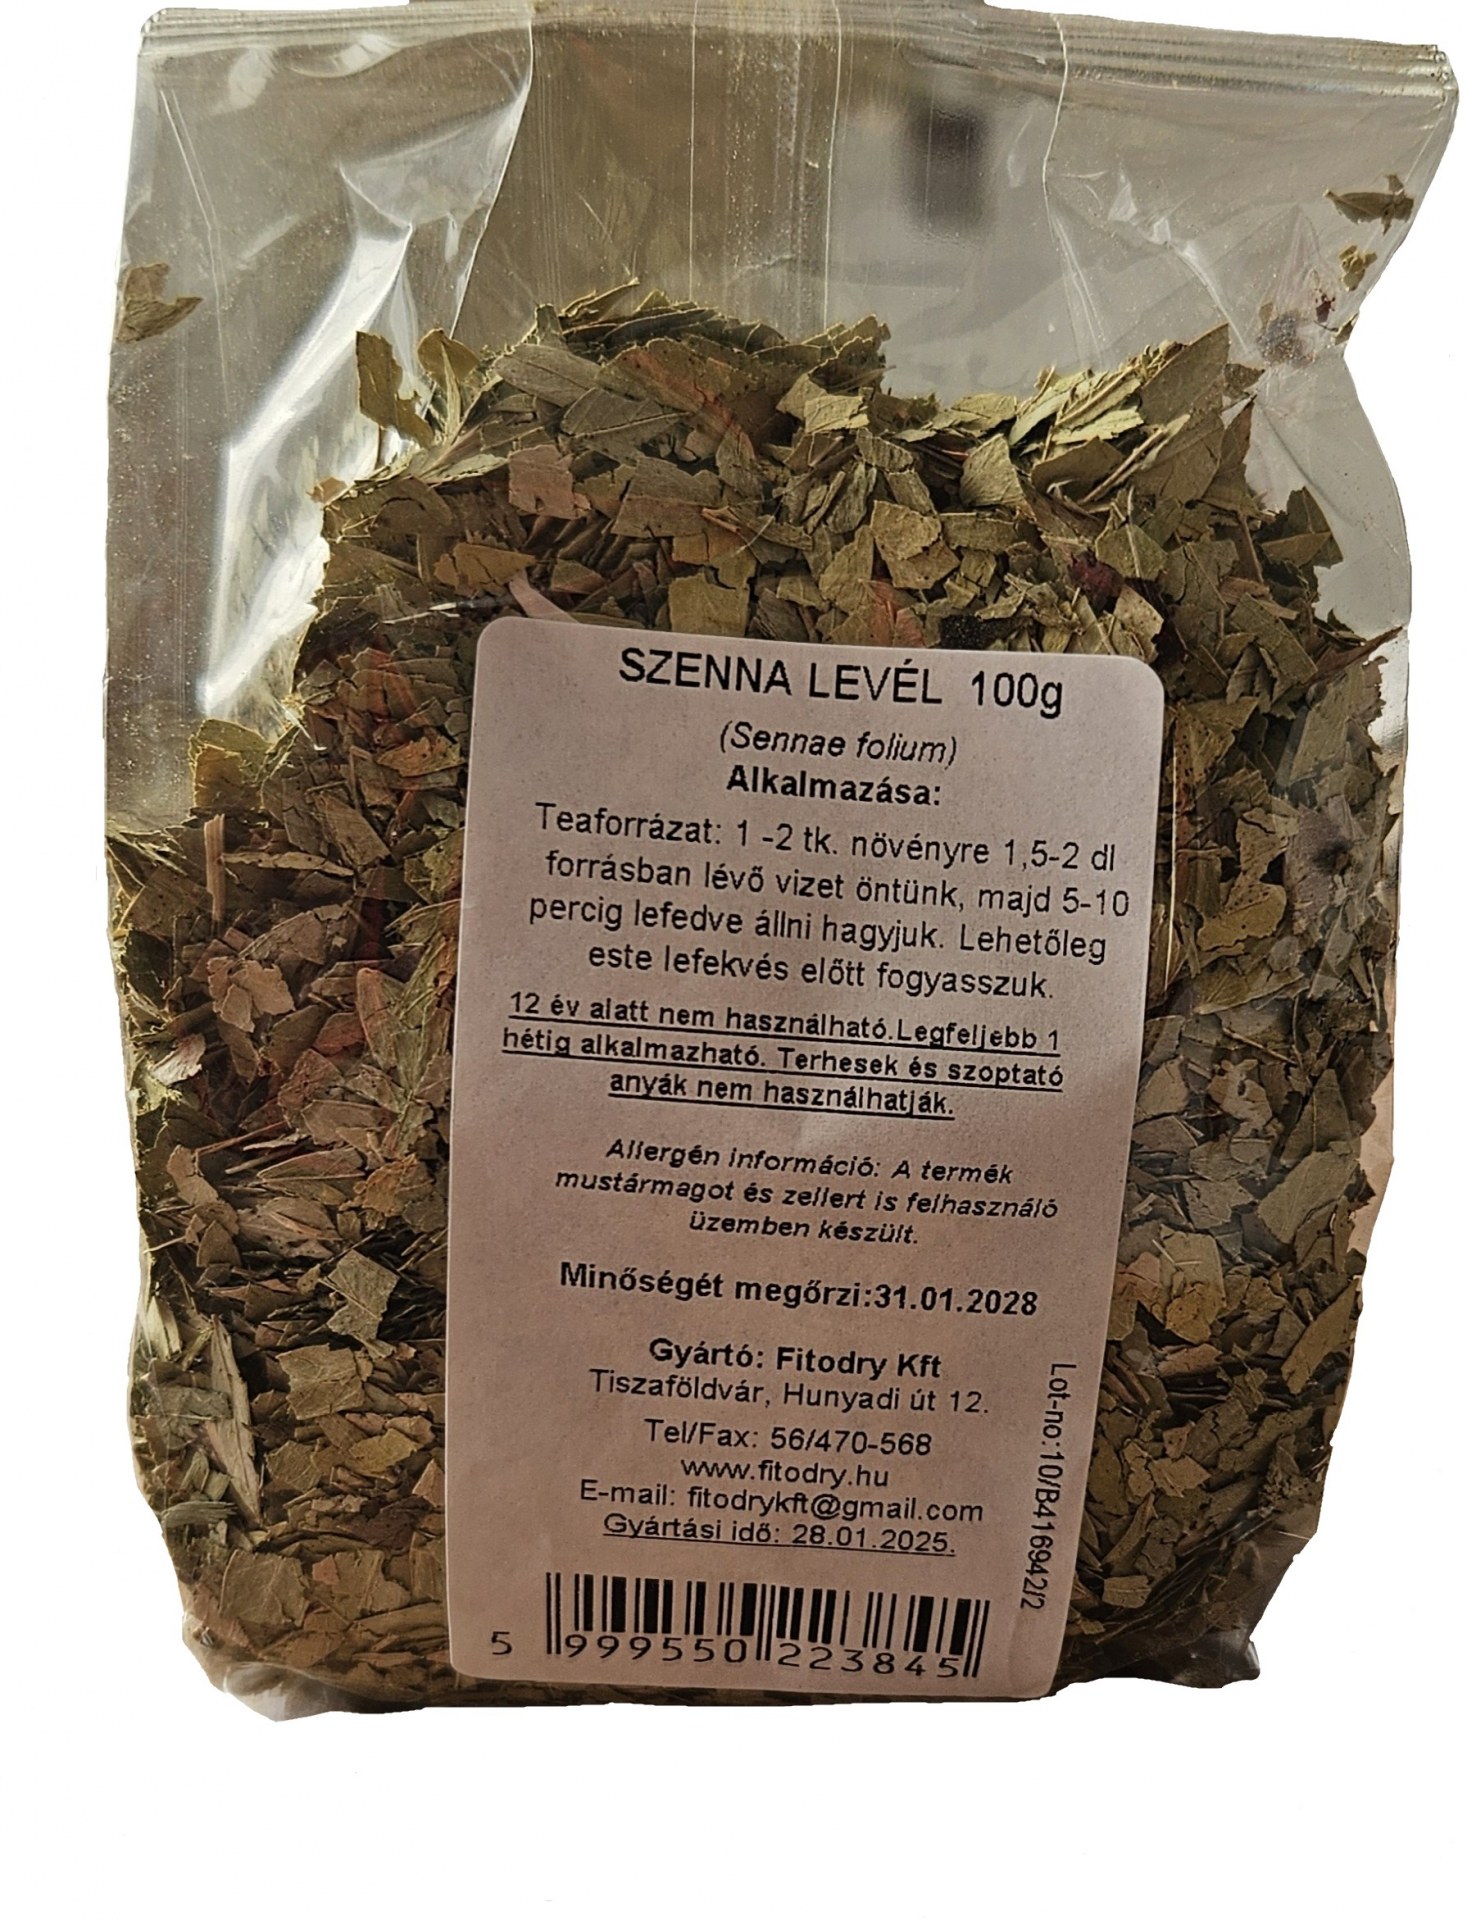 SZENNA LEVÉL 100g
(Sennae folium)
Alkalmazása:
Teaforrázat: 1 -2 tk. növényre 1,5-2 dl
forrásban lévő vizet öntünk, majd 5-10
percig lefedve állni hagyjuk. Lehetőleg
este lefekvés előtt fogyasszuk.
12 év alatt nem használható.Legfeljebb 1
hétig alkalmazható. Terhesek és szoptató
anyák nem használhatják.
Allergén információ: A termék
mustármagot és zellert is felhasználó
üzemben készült.
Minőségét megőrzi:31.01.2028
Gyártó: Fitodry Kft
Tiszaföldvár, Hunyadi út 12.
Tel/Fax: 56/470-568
www.fitodry.hu
E-mail: fitodrykft@gmail.com
Gyártási idő: 28.01.2025.
Lot-no:10/B416942/2
5 999550 223845